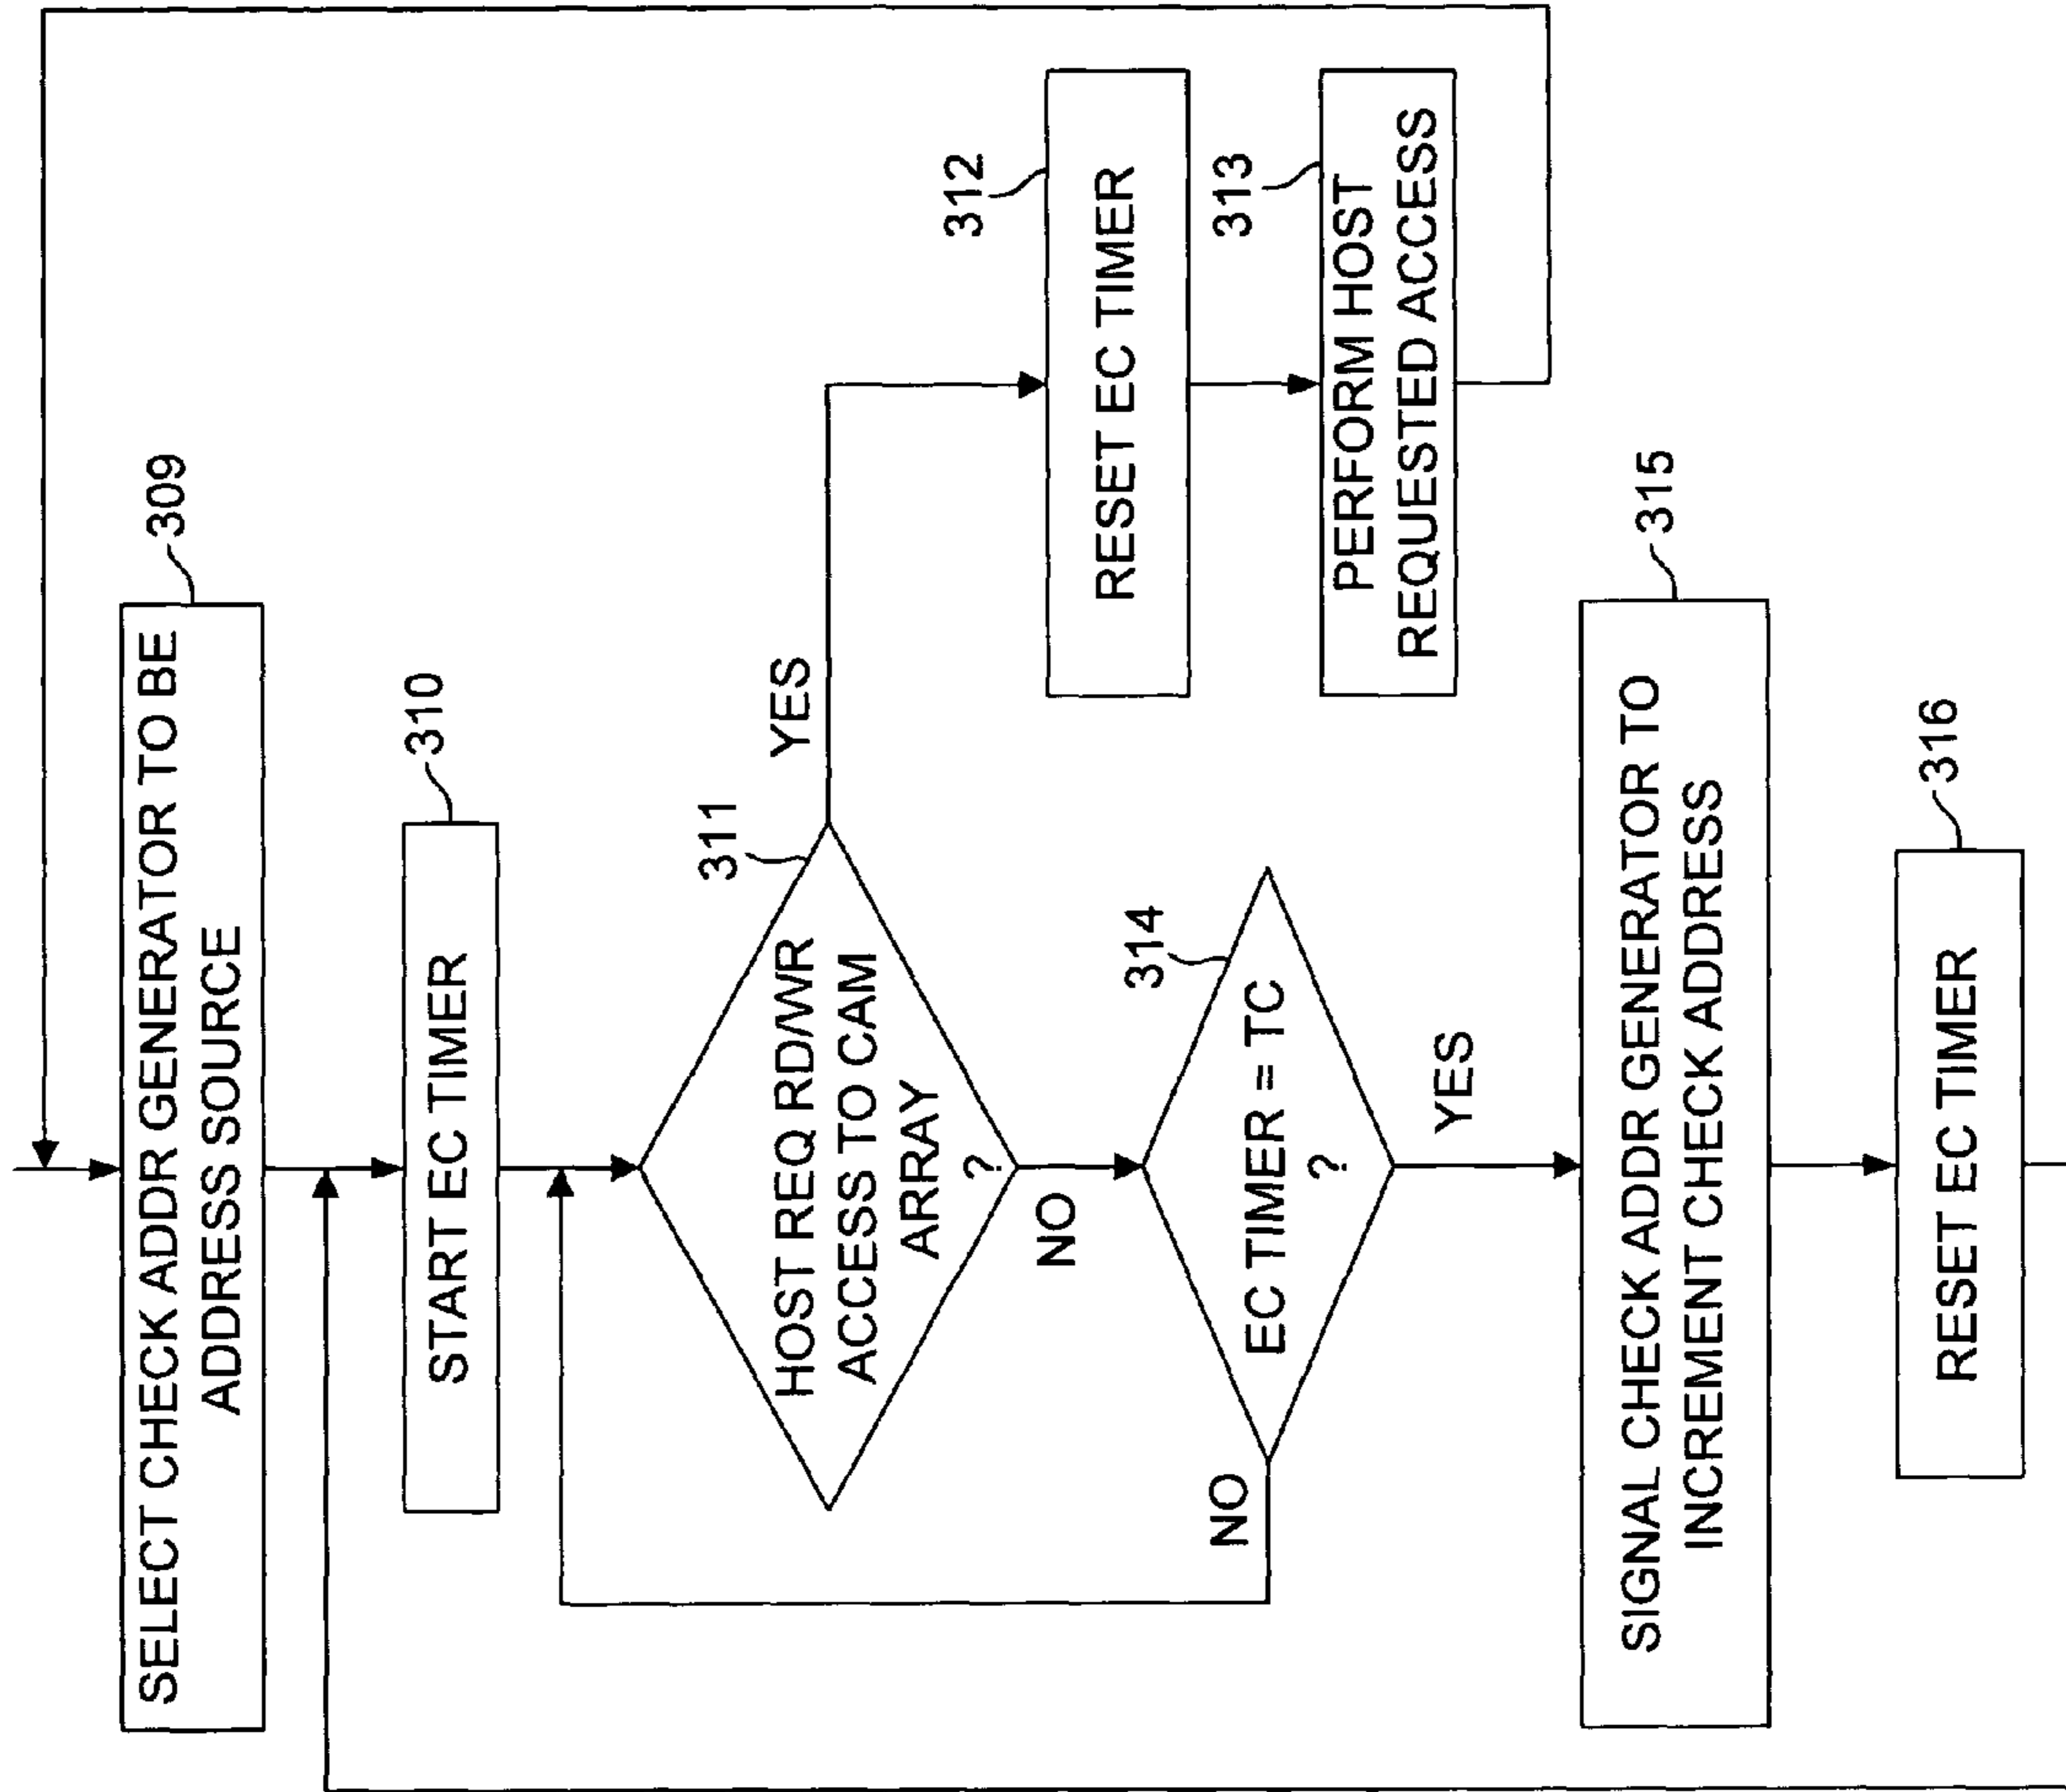 SELECT CHECK ADDR GENERATOR TO BE
ADDRESS SOURCE
309
START EC TIMER
310
HOST REQ RD/WR
ACCESS TO CAM
ARRAY
?
311
YES
NO
RESET EC TIMER
312
PERFORM HOST
REQUESTED ACCESS
313
EC TIMER = TC
?
314
NO
YES
SIGNAL CHECK ADDR GENERATOR TO
INCREMENT CHECK ADDRESS
315
RESET EC TIMER
316